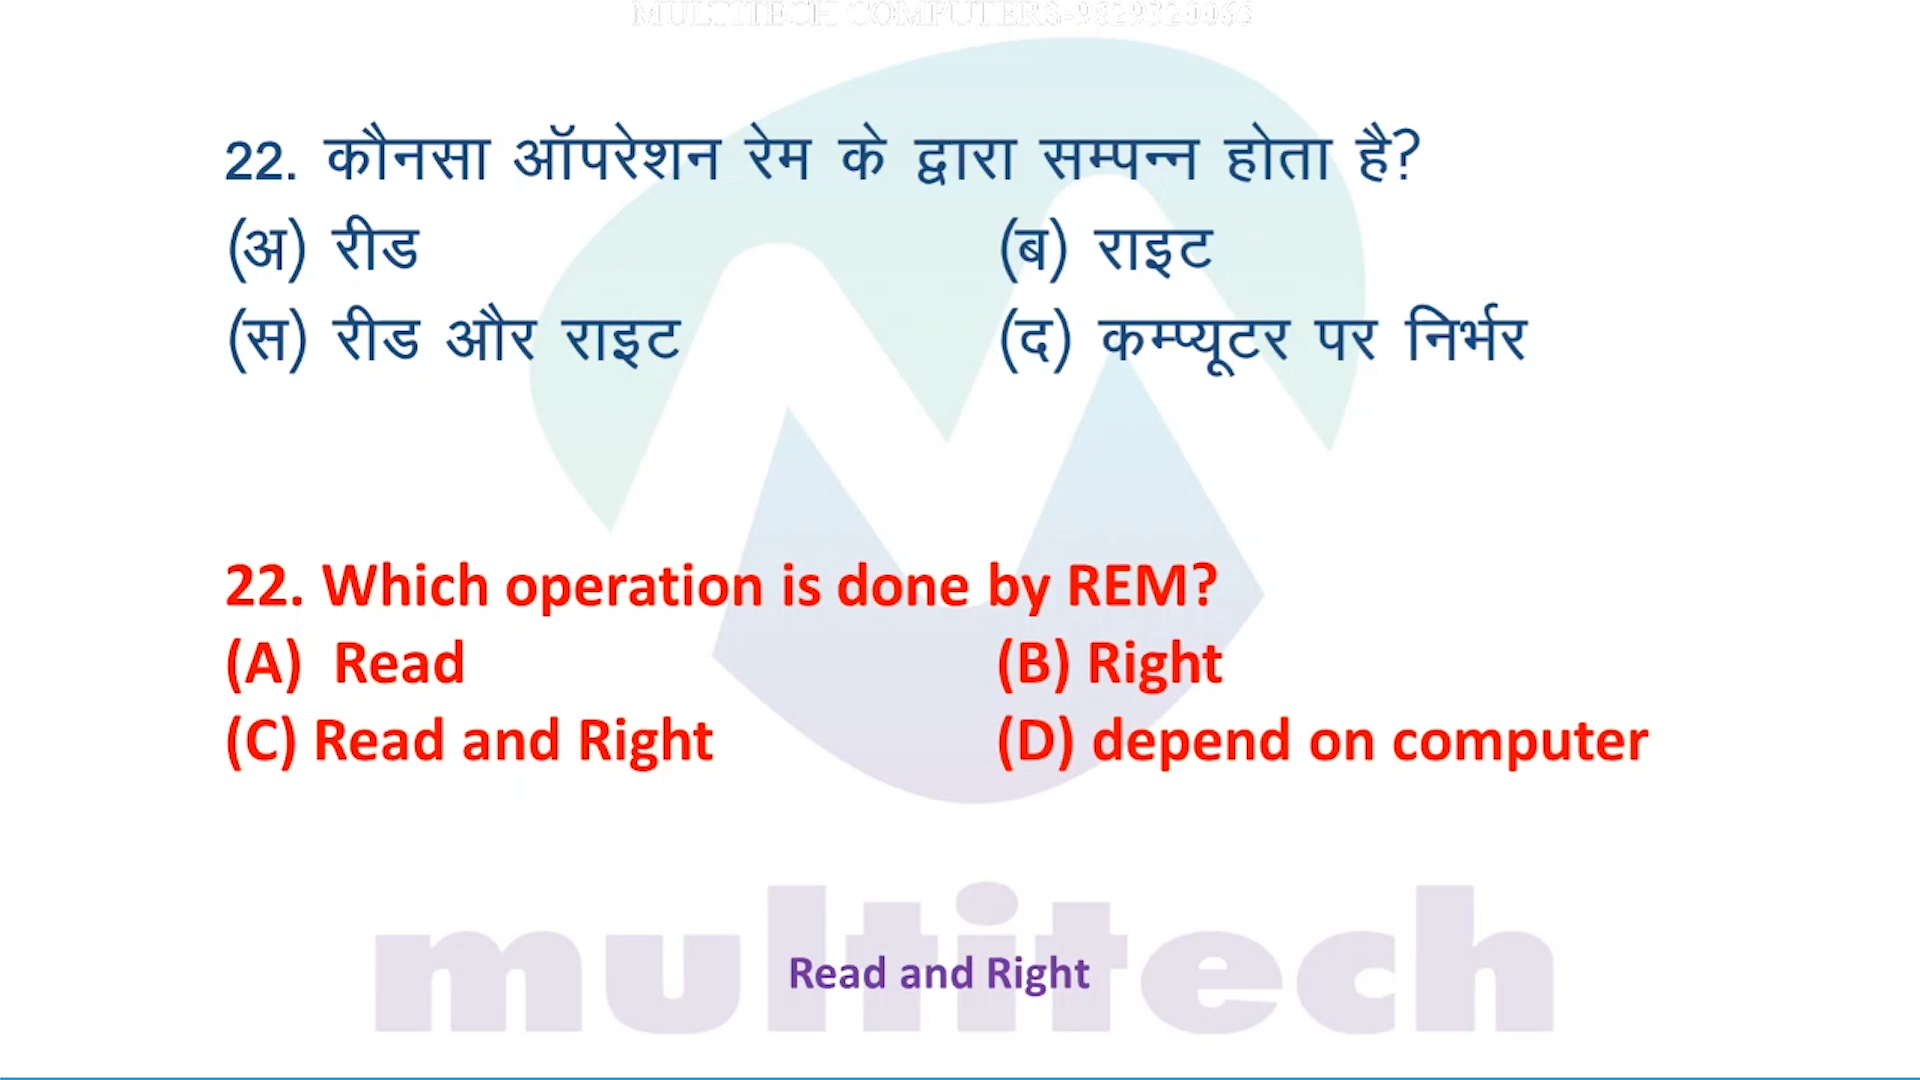 MULTITECH COMPUTERS-9829320065
22. कौनसा ऑपरेशन रेम के द्वारा सम्पन्न होता है?
(अ) रीड (ब) राइट
(स) रीड और राइट (द) कम्प्यूटर पर निर्भर
22. Which operation is done by REM?
(A) Read (B) Right
(C) Read and Right (D) depend on computer
multitech
Read and Right